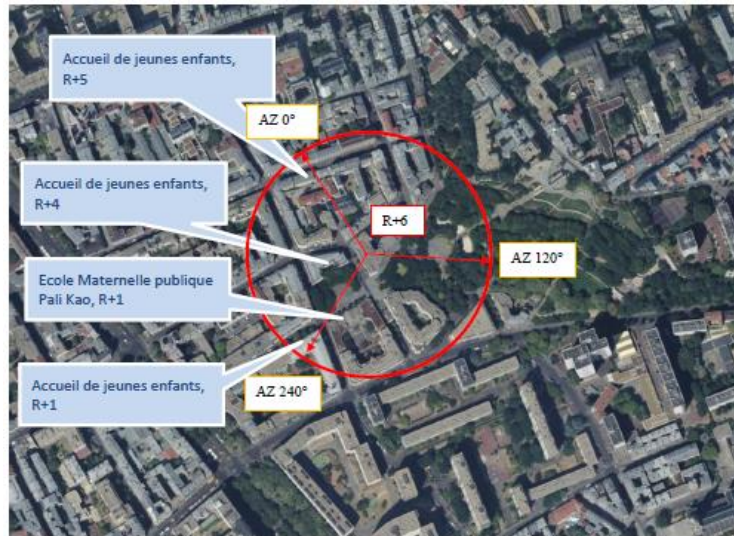 Accueil de jeunes enfants,
R+5
AZ 0°
Accueil de jeunes enfants,
R+4
R+6
AZ 120°
Ecole Maternelle publique
Pali Kao, R+1
Accueil de jeunes enfants,
R+1
AZ 240°